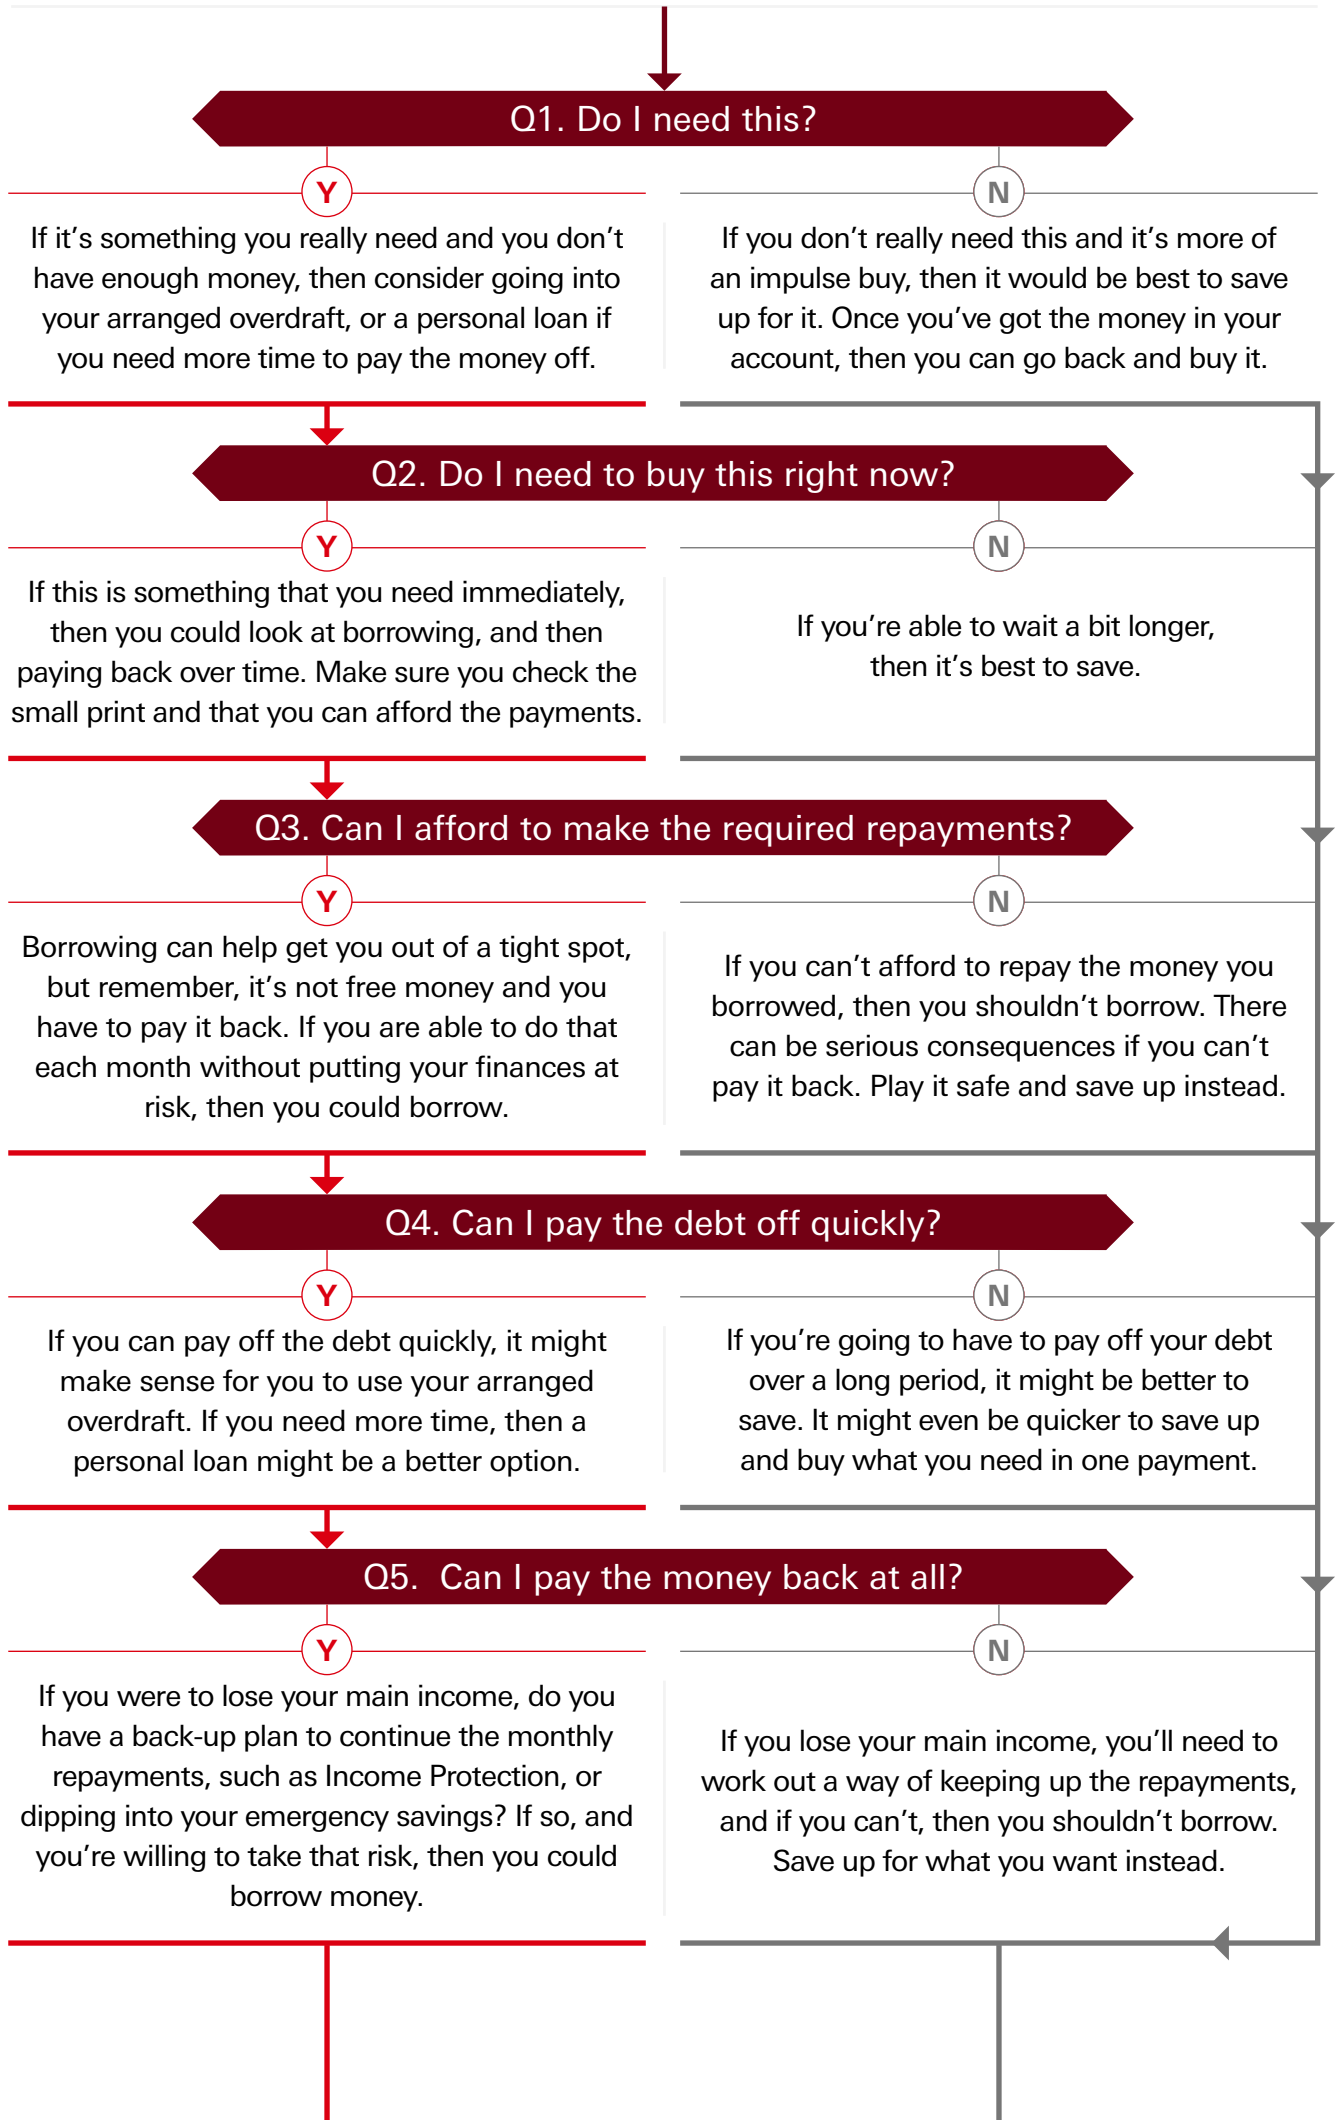 Q1. Do I need this?
Y
If it's something you really need and you don't
have enough money, then consider going into
your arranged overdraft, or a personal loan if
you need more time to pay the money off.
N
If you don't really need this and it's more of
an impulse buy, then it would be best to save
up for it. Once you've got the money in your
account, then you can go back and buy it.
Q2. Do I need to buy this right now?
Y
If this is something that you need immediately,
then you could look at borrowing, and then
paying back over time. Make sure you check the
small print and that you can afford the payments.
N
If you're able to wait a bit longer,
then it's best to save.
Q3. Can I afford to make the required repayments?
Y
Borrowing can help get you out of a tight spot,
but remember, it's not free money and you
have to pay it back. If you are able to do that
each month without putting your finances at
risk, then you could borrow.
N
If you can't afford to repay the money you
borrowed, then you shouldn't borrow. There
can be serious consequences if you can't
pay it back. Play it safe and save up instead.
Q4. Can I pay the debt off quickly?
Y
If you can pay off the debt quickly, it might
make sense for you to use your arranged
overdraft. If you need more time, then a
personal loan might be a better option.
N
If you're going to have to pay off your debt
over a long period, it might be better to
save. It might even be quicker to save up
and buy what you need in one payment.
Q5. Can I pay the money back at all?
Y
If you were to lose your main income, do you
have a back-up plan to continue the monthly
repayments, such as Income Protection, or
dipping into your emergency savings? If so, and
you're willing to take that risk, then you could
borrow money.
N
If you lose your main income, you'll need to
work out a way of keeping up the repayments,
and if you can't, then you shouldn't borrow.
Save up for what you want instead.